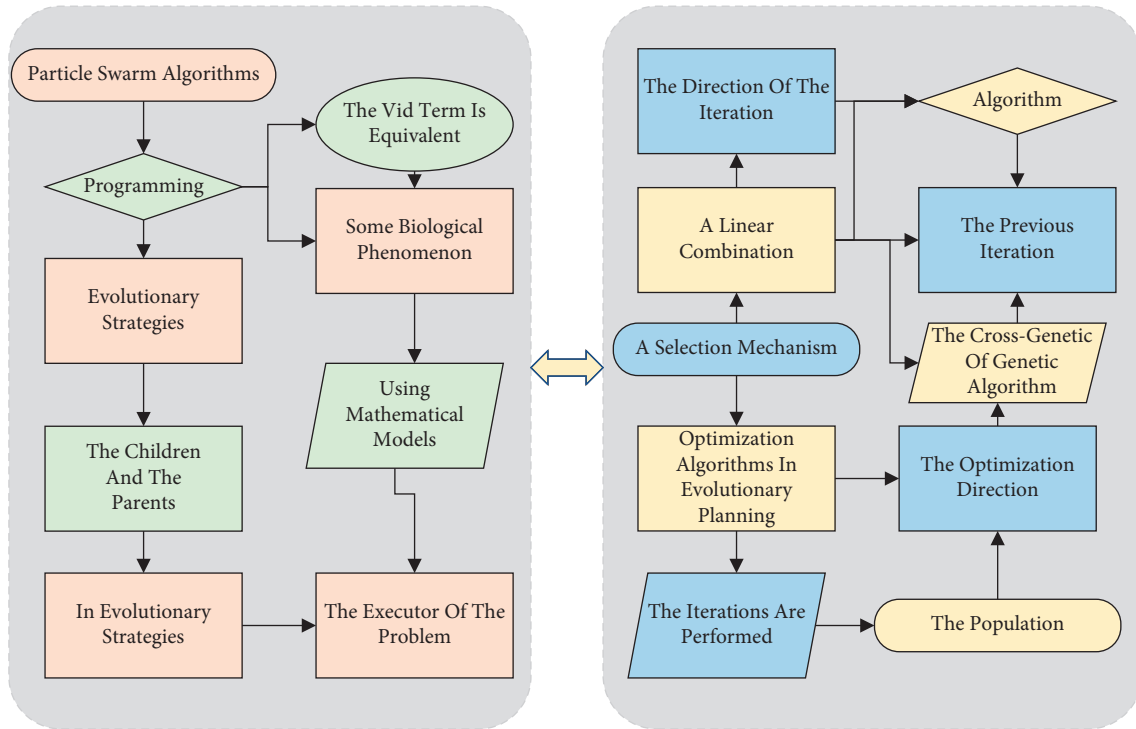 Particle Swarm Algorithms
The Vid Term Is
Equivalent
Programming
Some Biological
Phenomenon
Evolutionary
Strategies
Using
Mathematical
Models
The Children
And The
Parents
In Evolutionary
Strategies
The Executor Of The
Problem
The Direction Of The
Iteration
Algorithm
A Linear
Combination
The Previous
Iteration
A Selection Mechanism
The Cross-Genetic
Of Genetic
Algorithm
Optimization
Algorithms In
Evolutionary
Planning
The Optimization
Direction
The Iterations Are
Performed
The Population